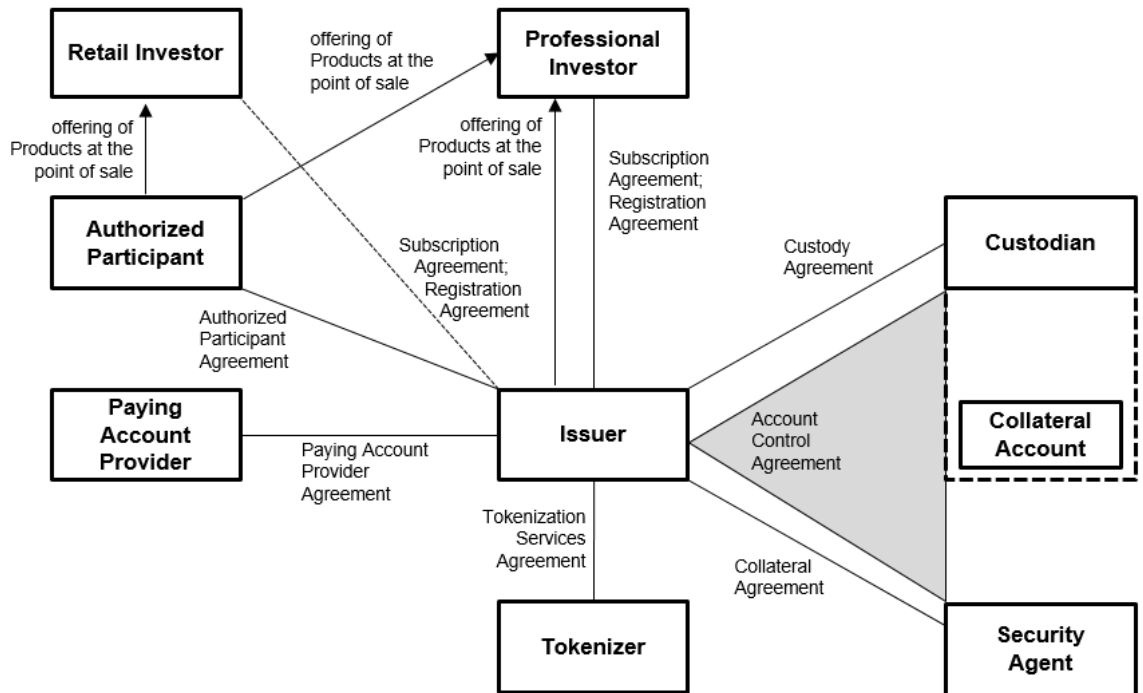 Retail Investor
offering of
Products at the
point of sale
Professional
Investor
offering of
Products at the
point of sale
offering of
Products at the
point of sale
Subscription
Agreement;
Registration
Agreement
Authorized
Participant
Custodian
Subscription
Agreement;
Registration
Agreement
Custody
Agreement
Authorized
Participant
Agreement
Paying
Account
Provider
Paying Account
Provider
Agreement
Issuer
Account
Control
Agreement
Collateral
Account
Tokenization
Services
Agreement
Collateral
Agreement
Tokenizer
Security
Agent